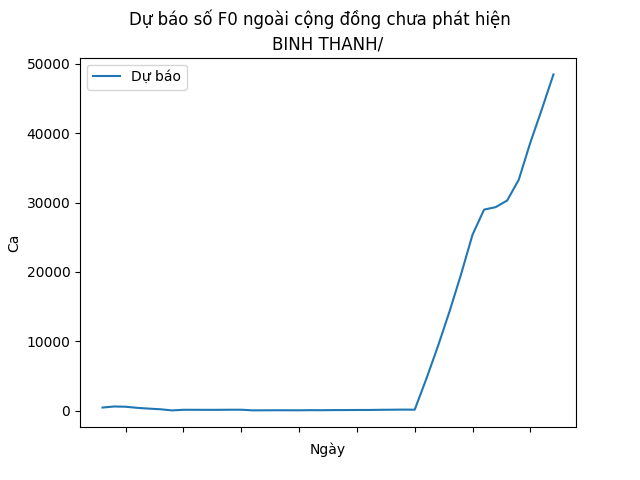 Dự báo số F0 ngoài cộng đồng chưa phát hiện
BINH THANH/
Dự báo
50000
40000
30000
20000
10000
0
Ca
Ngày